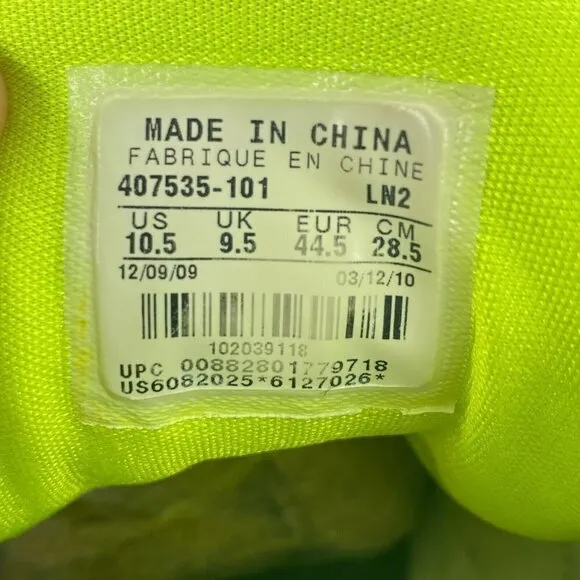 MADE IN CHINA
FABRIQUE EN CHINE
407535-101 LN2
US UK EUR CM
10.5 9.5 44.5 28.5
12/09/09 03/12/10
102039118
UPC 00882801779718
US6082025*6127026*